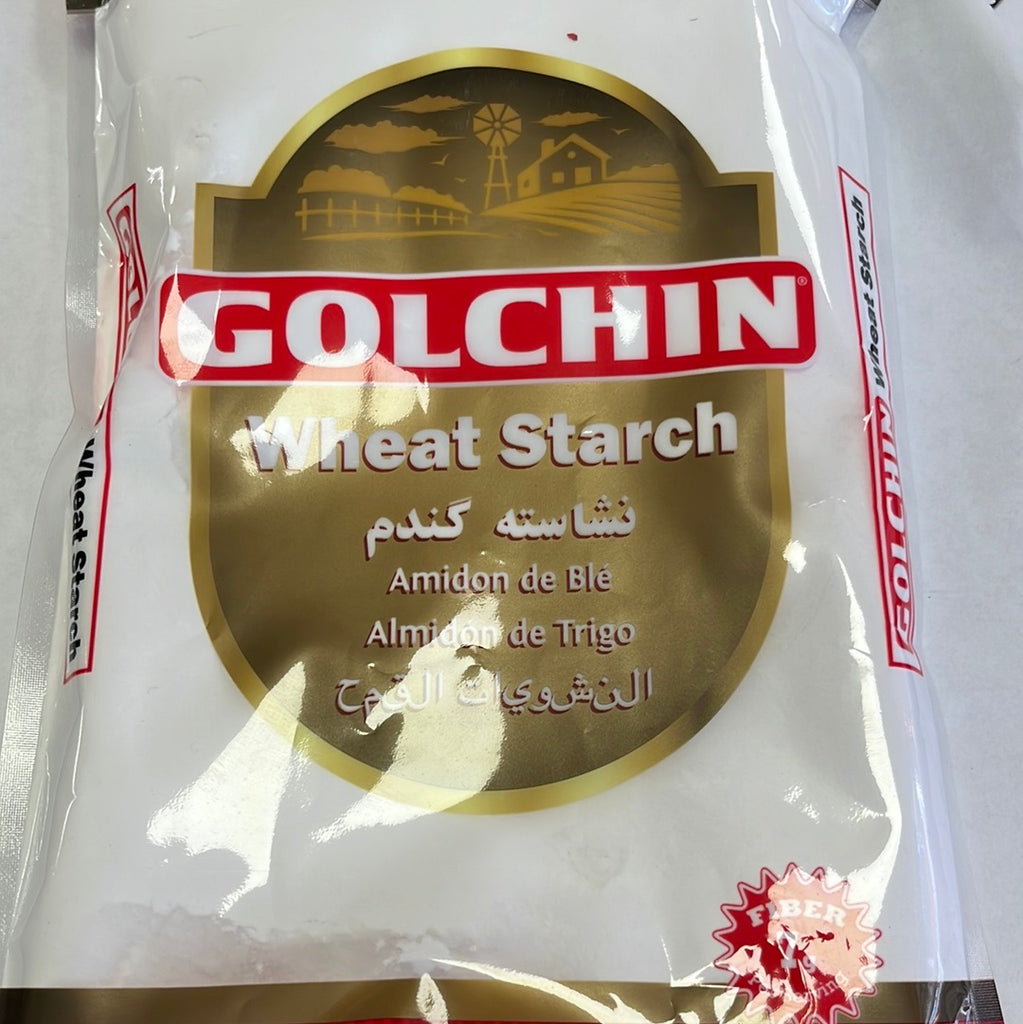 GOLCHIN®
Wheat Starch
نشاسته گندم
Amidon de Blé
Almidón de Trigo
النشويات القمح
Wheat Starch
GOLCHIN Wheat Starch
FIBER